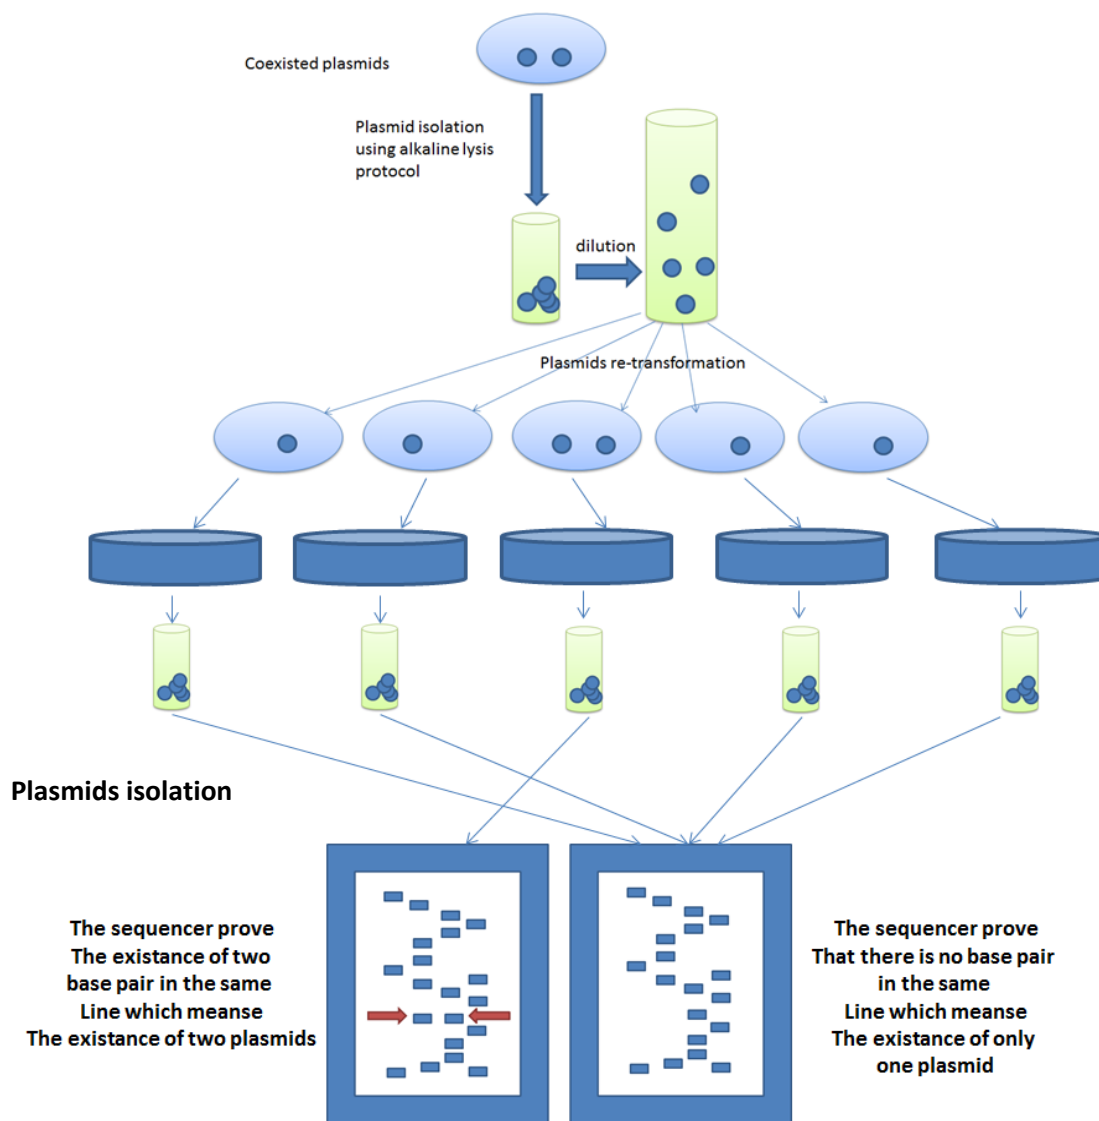 Coexisted plasmids
Plasmid isolation
using alkaline lysis
protocol
dilution
Plasmids re-transformation
Plasmids isolation
The sequencer prove
The existance of two
base pair in the same
Line which meanse
The existance of two plasmids
The sequencer prove
That there is no base pair
in the same
Line which meanse
The existance of only
one plasmid